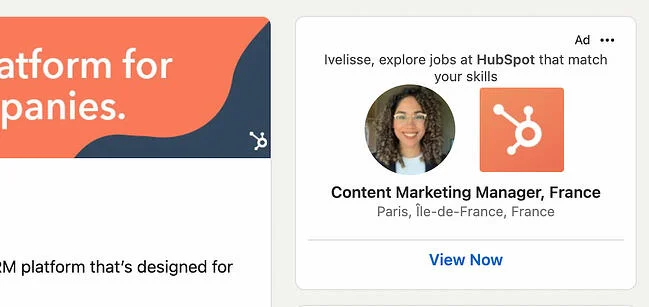 atform for
panies.
RM platform that's designed for
Ad
Ivelisse, explore jobs at HubSpot that match
your skills
Content Marketing Manager, France
Paris, Île-de-France, France
View Now